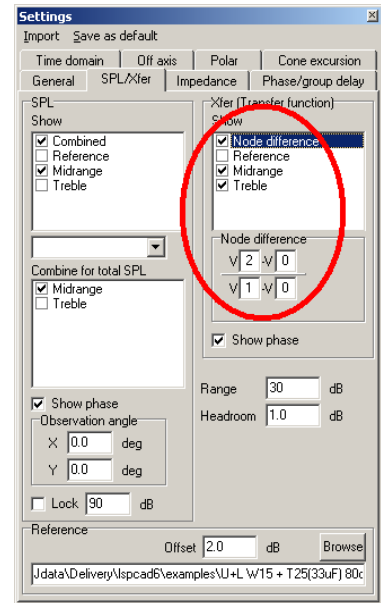 Settings
Import Save as default
Time domain Off axis Polar Cone excursion
General SPL/Xfer Impedance Phase/group delay
SPL
Show
Combined
Reference
Midrange
Treble
Combine for total SPL
Midrange
Treble
Show phase
Observation angle
X 0.0 deg
Y 0.0 deg
Lock 90 dB
Xfer (Transfer function)
Show
Node difference
Reference
Midrange
Treble
Node difference
V 2 -V 0
V 1 -V 0
Show phase
Range 30 dB
Headroom 1.0 dB
Reference
Offset 2.0 dB Browse
Jdata\Delivery\lspcad6\examples\U+L W15 + T25(33uF) 80c